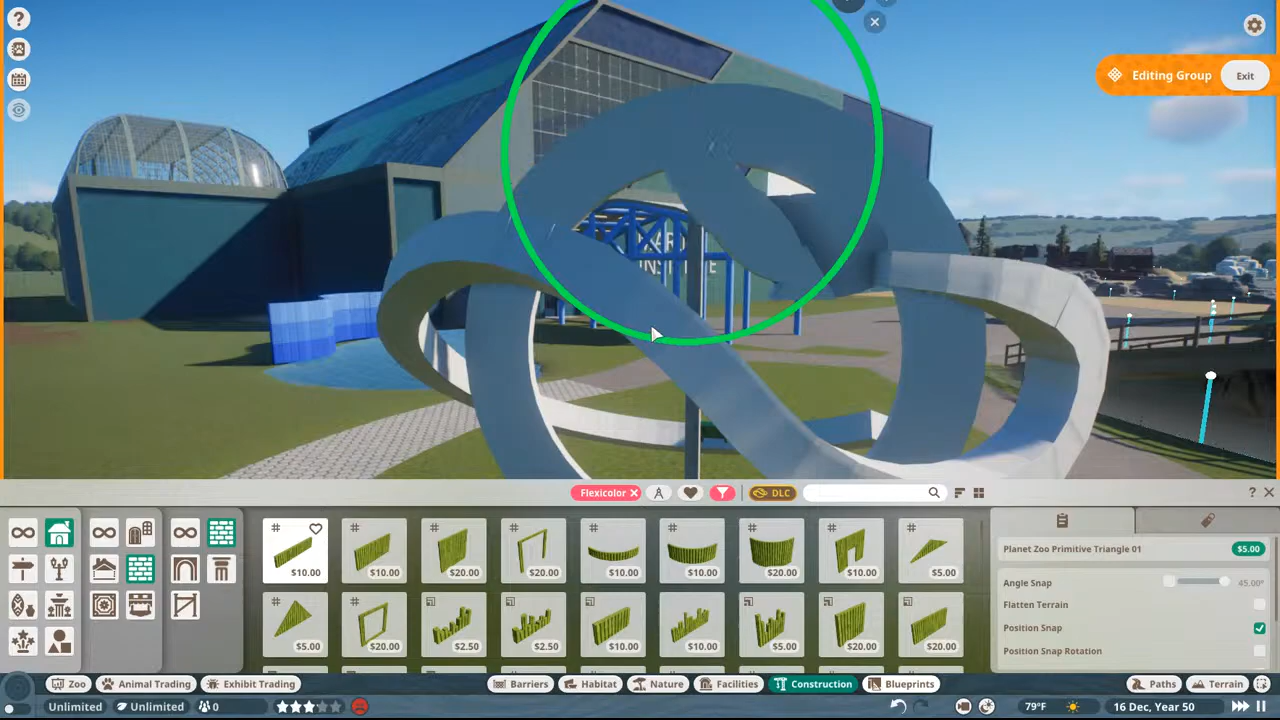 Editing Group
Exit
INSTITUTE
Flexicolor
DLC
$10.00
$10.00
$20.00
$20.00
$10.00
$10.00
$20.00
$10.00
$5.00
$5.00
$20.00
$2.50
$2.50
$10.00
$10.00
$5.00
$20.00
$20.00
Planet Zoo Primitive Triangle 01
$5.00
Angle Snap
45.00°
Flatten Terrain
Position Snap
Position Snap Rotation
Zoo
Animal Trading
Exhibit Trading
Barriers
Habitat
Nature
Facilities
Construction
Blueprints
Paths
Terrain
Unlimited
Unlimited
0
79°F
16 Dec, Year 50